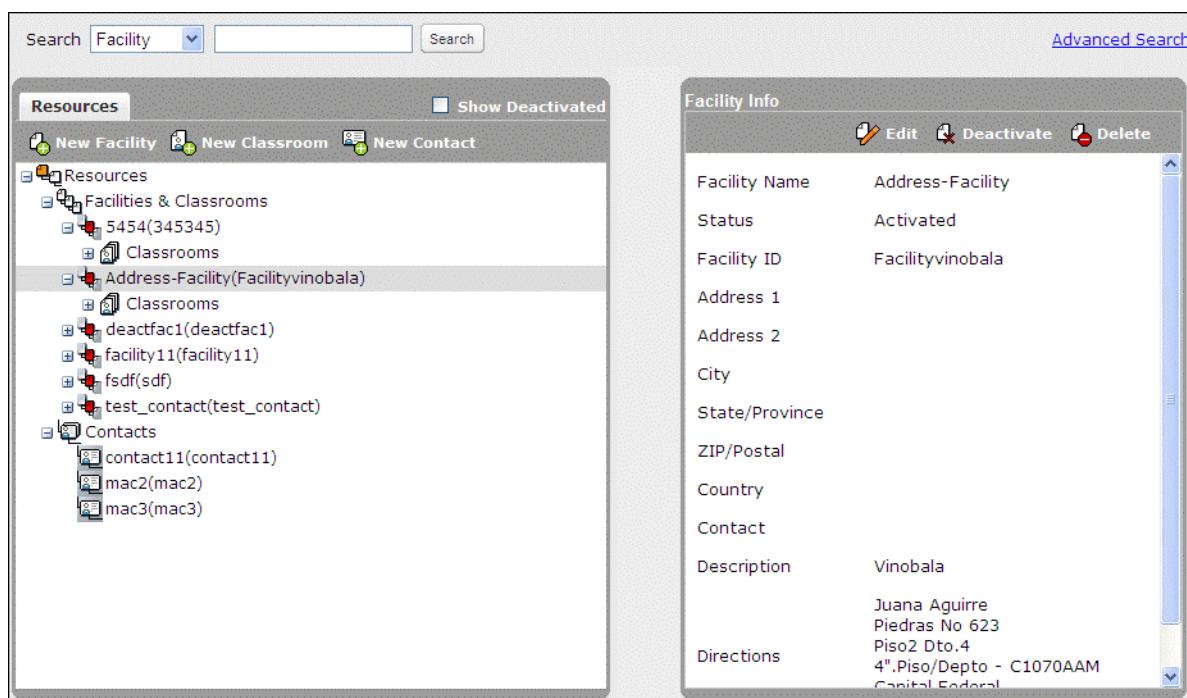 Search Facility Search Advanced Search
Resources Show Deactivated
New Facility New Classroom New Contact
Resources
Facilities & Classrooms
5454(345345)
Classrooms
Address-Facility(Facilityvinobala)
Classrooms
deactfac1(deactfac1)
facility11(facility11)
fsdf(sdf)
test_contact(test_contact)
Contacts
contact11(contact11)
mac2(mac2)
mac3(mac3)
Facility Info
Edit Deactivate Delete
Facility Name Address-Facility
Status Activated
Facility ID Facilityvinobala
Address 1
Address 2
City
State/Province
ZIP/Postal
Country
Contact
Description Vinobala
Directions Juana Aguirre
Piedras No 623
Piso2 Dto.4
4".Piso/Depto - C1070AAM
Capital Federal